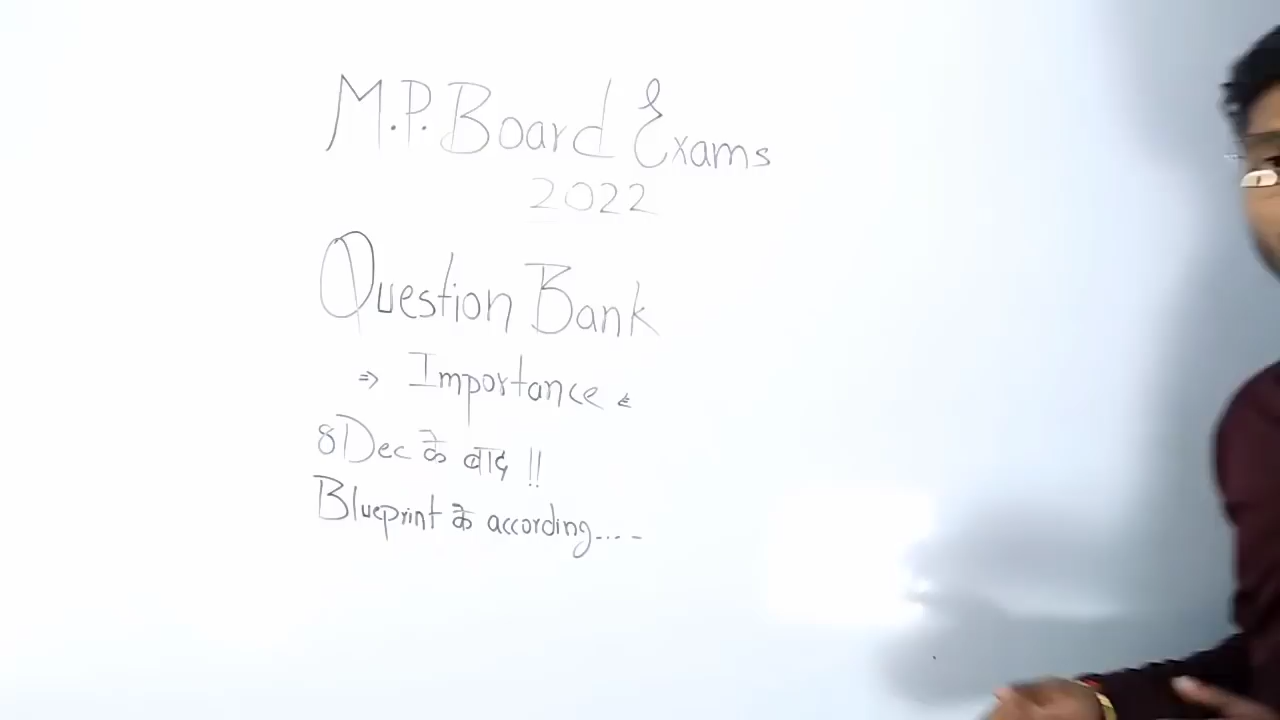 M.P. Board Exams
2022
Question Bank
⇒ Importance ⇐
8 Dec के बाद !!
Blueprint के according.....